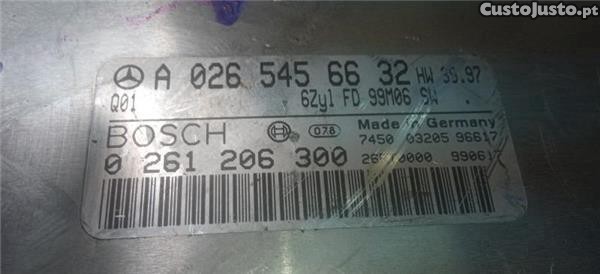 CustoJusto.pt
A 026 545 66 32 HW 39.97
Q01 6Zyl FD 99M06 SW .
BOSCH 078 Made in Germany
7450 03205 96617
0 261 206 300 990617